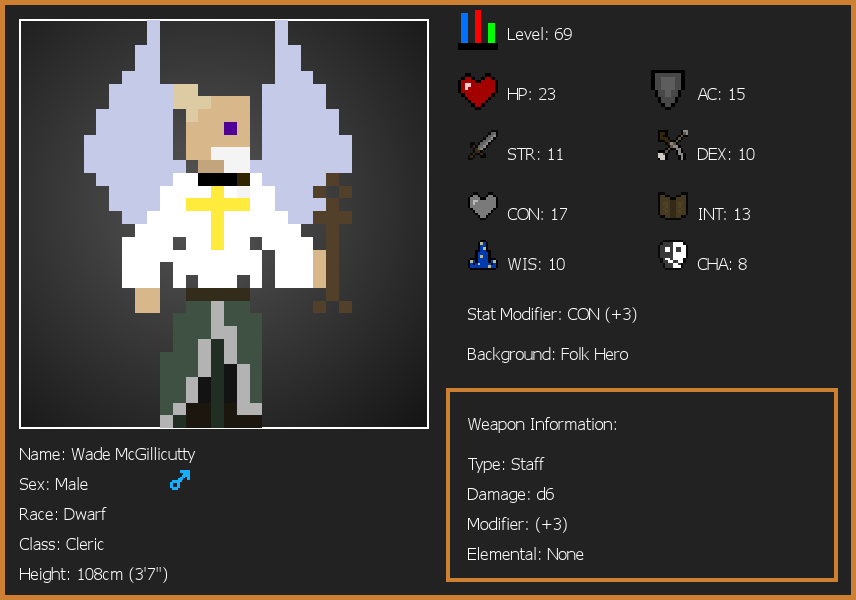 Level: 69
HP: 23
AC: 15
STR: 11
DEX: 10
CON: 17
INT: 13
WIS: 10
CHA: 8
Stat Modifier: CON (+3)
Background: Folk Hero
Weapon Information:
Type: Staff
Damage: d6
Modifier: (+3)
Elemental: None
Name: Wade McGillicutty
Sex: Male
Race: Dwarf
Class: Cleric
Height: 108cm (3'7")